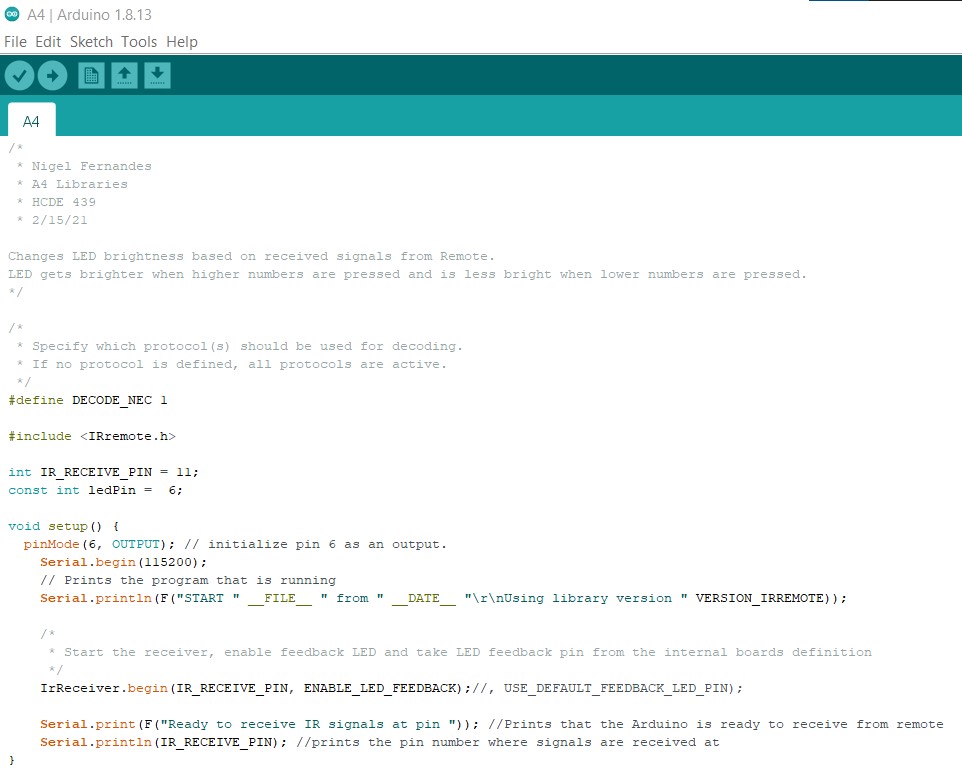 A4 | Arduino 1.8.13
File Edit Sketch Tools Help
A4
/*
 * Nigel Fernandes
 * A4 Libraries
 * HCDE 439
 * 2/15/21

Changes LED brightness based on received signals from Remote.
LED gets brighter when higher numbers are pressed and is less bright when lower numbers are pressed.
*/

/*
 * Specify which protocol(s) should be used for decoding.
 * If no protocol is defined, all protocols are active.
 */
#define DECODE_NEC 1

#include <IRremote.h>

int IR_RECEIVE_PIN = 11;
const int ledPin =  6;

void setup() {
  pinMode(6, OUTPUT); // initialize pin 6 as an output.
    Serial.begin(115200);
    // Prints the program that is running
    Serial.println(F("START " __FILE__ " from " __DATE__ "\r\nUsing library version " VERSION_IRREMOTE));

    /*
     * Start the receiver, enable feedback LED and take LED feedback pin from the internal boards definition
     */
    IrReceiver.begin(IR_RECEIVE_PIN, ENABLE_LED_FEEDBACK);//, USE_DEFAULT_FEEDBACK_LED_PIN);

    Serial.print(F("Ready to receive IR signals at pin ")); //Prints that the Arduino is ready to receive from remote
    Serial.println(IR_RECEIVE_PIN); //prints the pin number where signals are received at
}